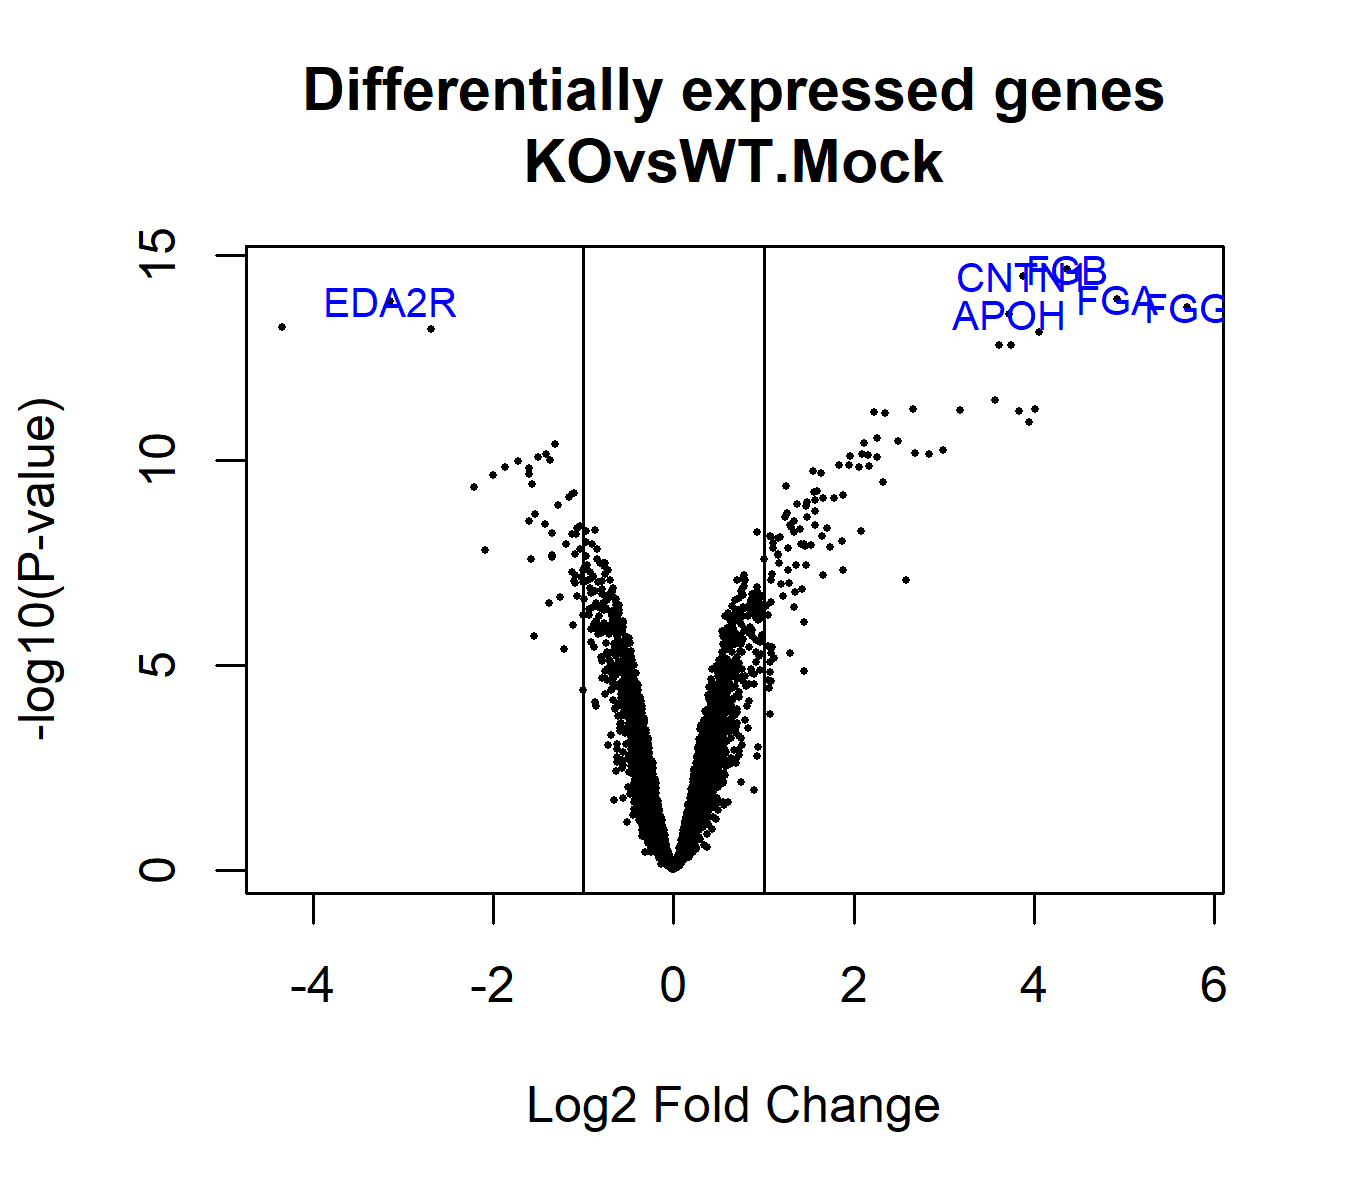 Differentially expressed genes
KOvsWT.Mock
-log10(P-value)
15
10
5
0
EDA2R
CNTN1
FGB
FGA
FGG
APOH
-4 -2 0 2 4 6
Log2 Fold Change